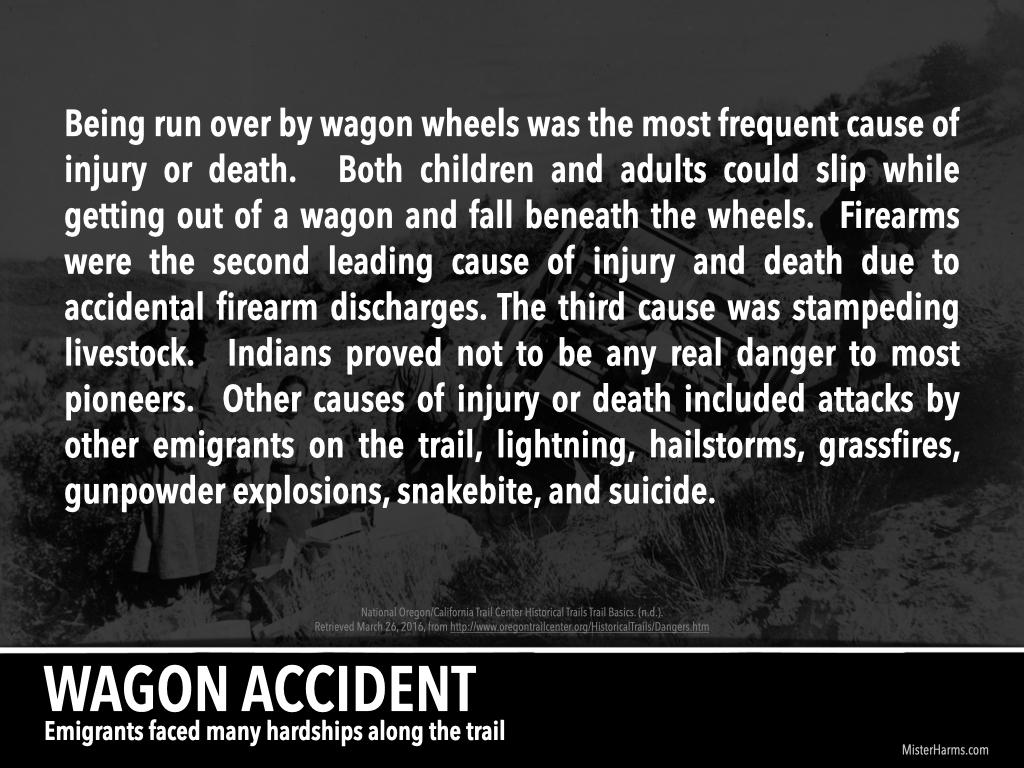 Being run over by wagon wheels was the most frequent cause of
injury or death. Both children and adults could slip while
getting out of a wagon and fall beneath the wheels. Firearms
were the second leading cause of injury and death due to
accidental firearm discharges. The third cause was stampeding
livestock. Indians proved not to be any real danger to most
pioneers. Other causes of injury or death included attacks by
other emigrants on the trail, lightning, hailstorms, grassfires,
gunpowder explosions, snakebite, and suicide.
National Oregon/California Trail Center Historical Trails Trail Basics. (n.d.).
Retrieved March 26, 2016, from http://www.oregontrailcenter.org/HistoricalTrails/Dangers.htm
WAGON ACCIDENT
Emigrants faced many hardships along the trail
MisterHarms.com